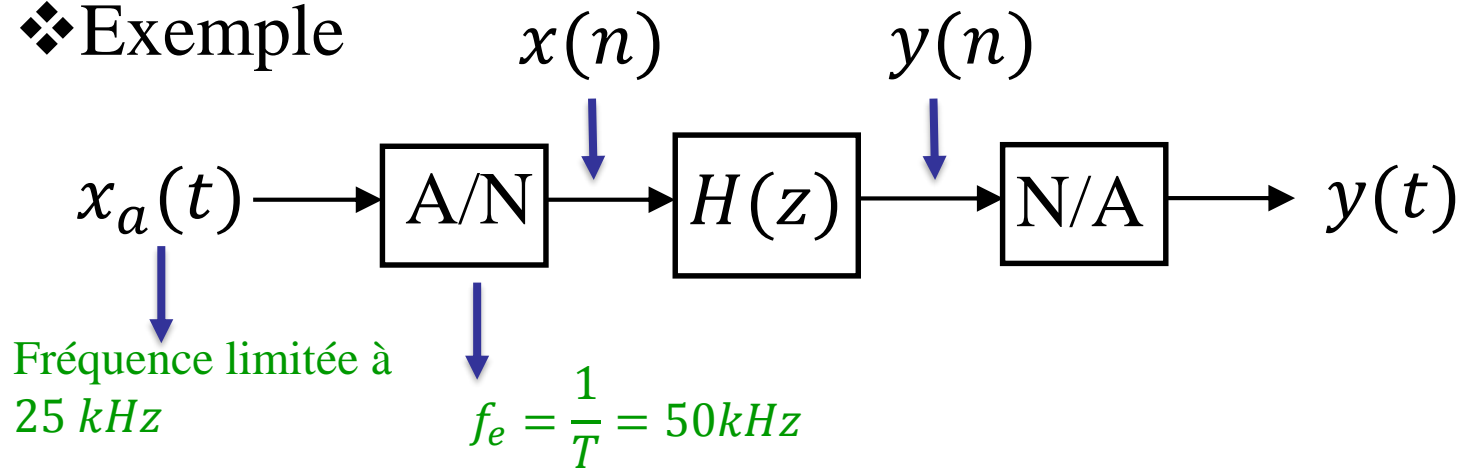 ❖Exemple
x(n) y(n)
xₐ(t) A/N H(z) N/A y(t)
Fréquence limitée à
25 kHz
fₑ = 1/T = 50kHz